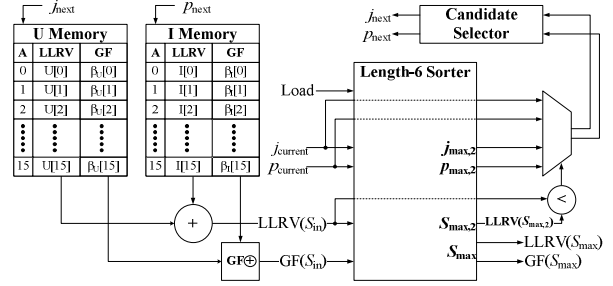 j_next
p_next
U Memory
I Memory
A LLRV GF
A LLRV GF
0 U[0] β_U[0]
0 I[0] β_I[0]
1 U[1] β_U[1]
1 I[1] β_I[1]
2 U[2] β_U[2]
2 I[2] β_I[2]
15 U[15] β_U[15]
15 I[15] β_I[15]
j_next
p_next
Candidate
Selector
Length-6 Sorter
Load
j_current
p_current
j_max,2
p_max,2
<
+
LLRV(S_in)
S_max,2
LLRV(S_max,2)
S_max
LLRV(S_max)
GF⊕
GF(S_in)
GF(S_max)